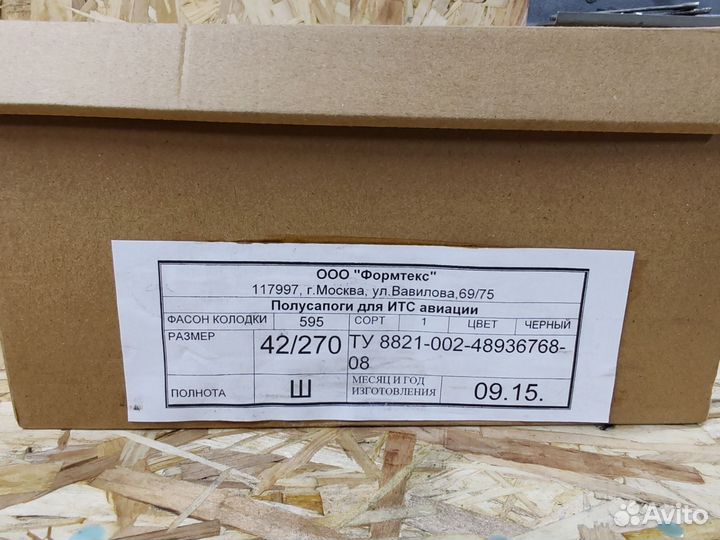 ООО "Формтекс"
117997, г.Москва, ул.Вавилова,69/75
Полусапоги для ИТС авиации
ФАСОН КОЛОДКИ 595 СОРТ 1 ЦВЕТ ЧЕРНЫЙ
РАЗМЕР 42/270 ТУ 8821-002-48936768-
08
ПОЛНОТА Ш МЕСЯЦ И ГОД
ИЗГОТОВЛЕНИЯ 09.15.
Avito